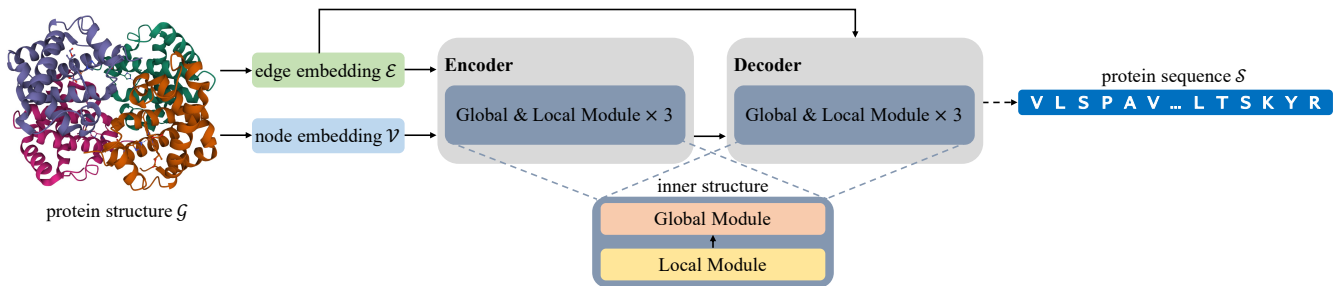 protein structure 𝒢
edge embedding ℰ
node embedding 𝒱
Encoder
Global & Local Module × 3
Decoder
Global & Local Module × 3
inner structure
Global Module
Local Module
protein sequence 𝒮
V L S P A V ... L T S K Y R